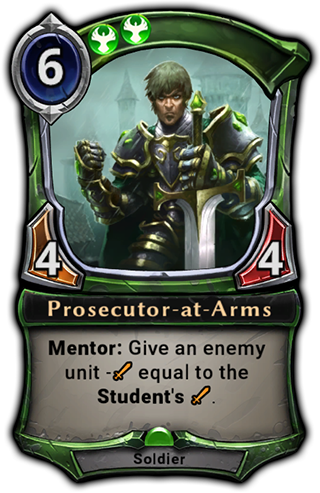 6
4
4
Prosecutor-at-Arms
Mentor: Give an enemy
unit - equal to the
Student's .
Soldier